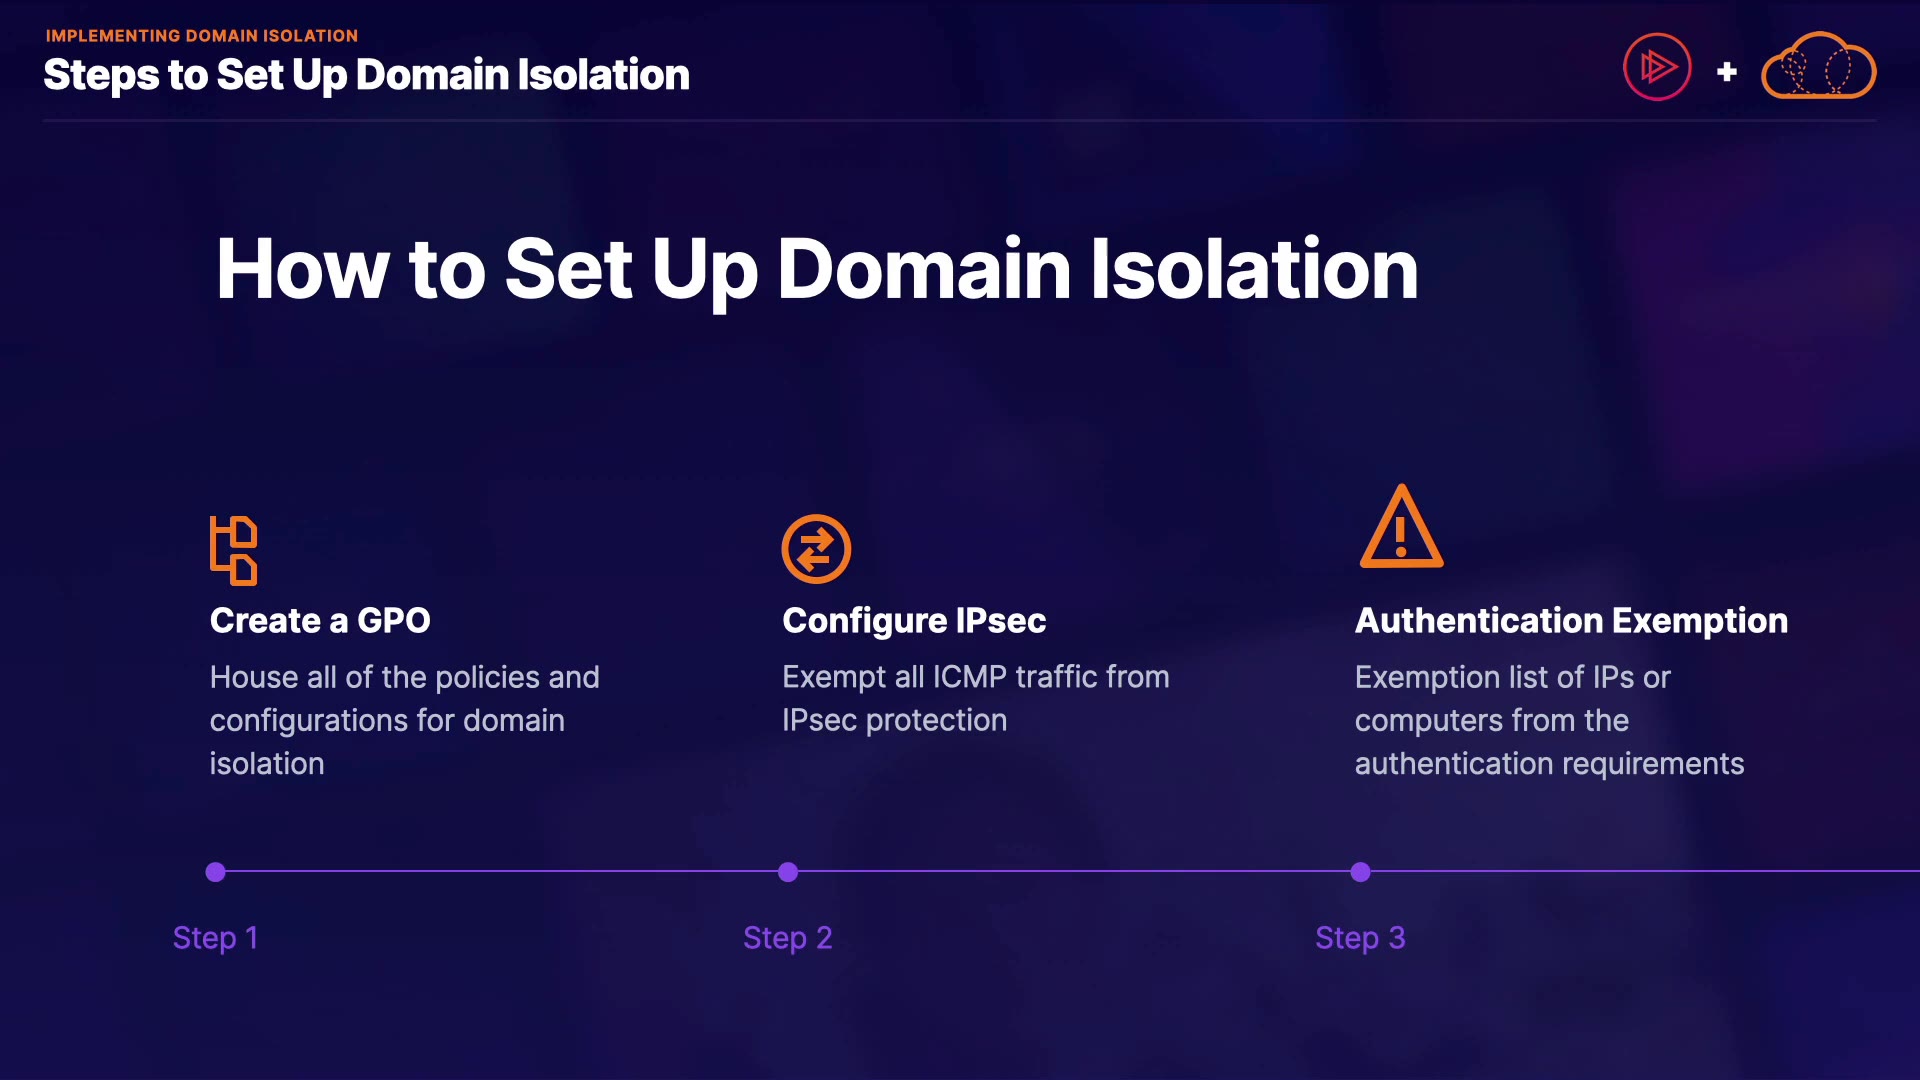 IMPLEMENTING DOMAIN ISOLATION
Steps to Set Up Domain Isolation
How to Set Up Domain Isolation
Create a GPO
House all of the policies and
configurations for domain
isolation
Configure IPsec
Exempt all ICMP traffic from
IPsec protection
Authentication Exemption
Exemption list of IPs or
computers from the
authentication requirements
Step 1
Step 2
Step 3